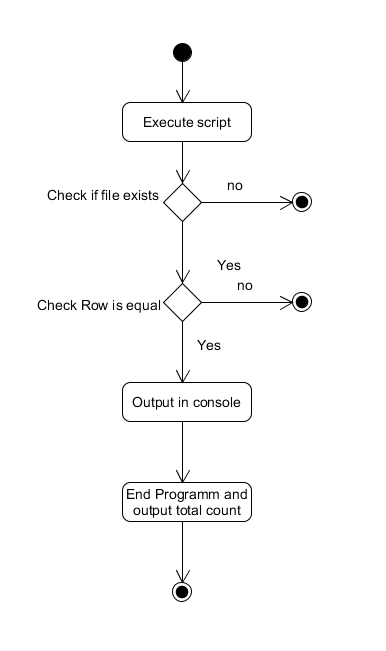 Execute script
Check if file exists
no
Yes
no
Check Row is equal
Yes
Output in console
End Programm and
output total count